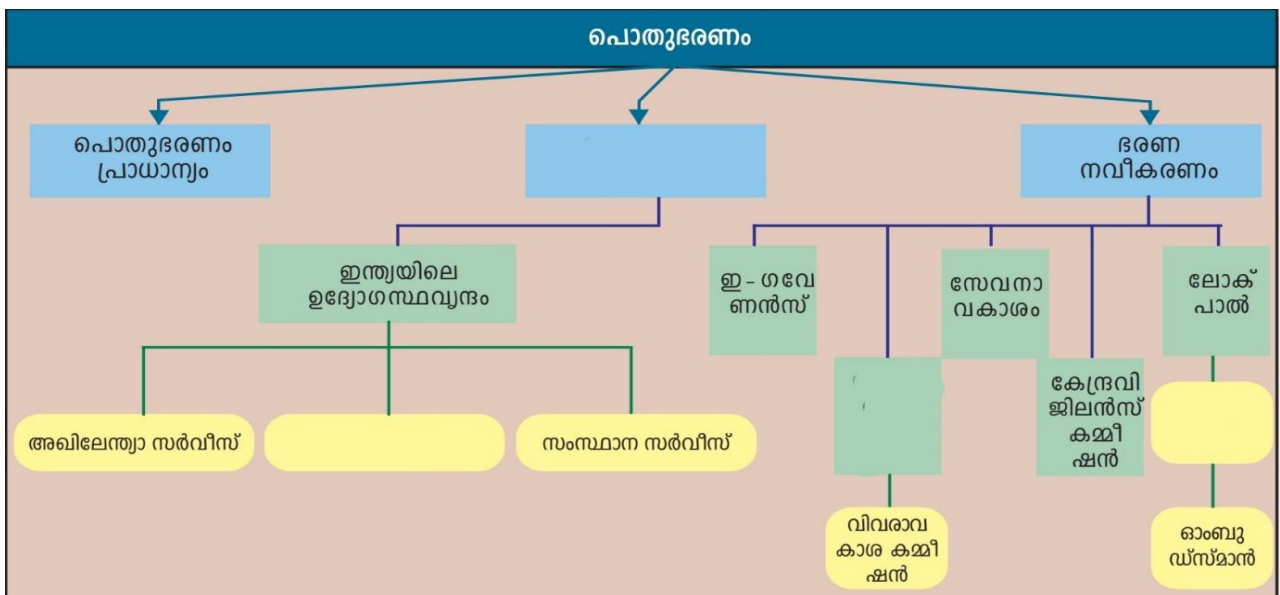 പൊതുഭരണം
പൊതുഭരണം
പ്രാധാന്യം
ഭരണ
നവീകരണം
ഇന്ത്യയിലെ
ഉദ്യോഗസ്ഥവൃന്ദം
ഇ - ഗവേ
ണൻസ്
സേവനാ
വകാശം
ലോക്
പാൽ
കേന്ദ്രവി
ജിലൻസ്
കമ്മീ
ഷൻ
അഖിലേന്ത്യാ സർവീസ്
സംസ്ഥാന സർവീസ്
വിവരാവ
കാശ കമ്മീ
ഷൻ
ഓംബു
ഡ്സ്മാൻ